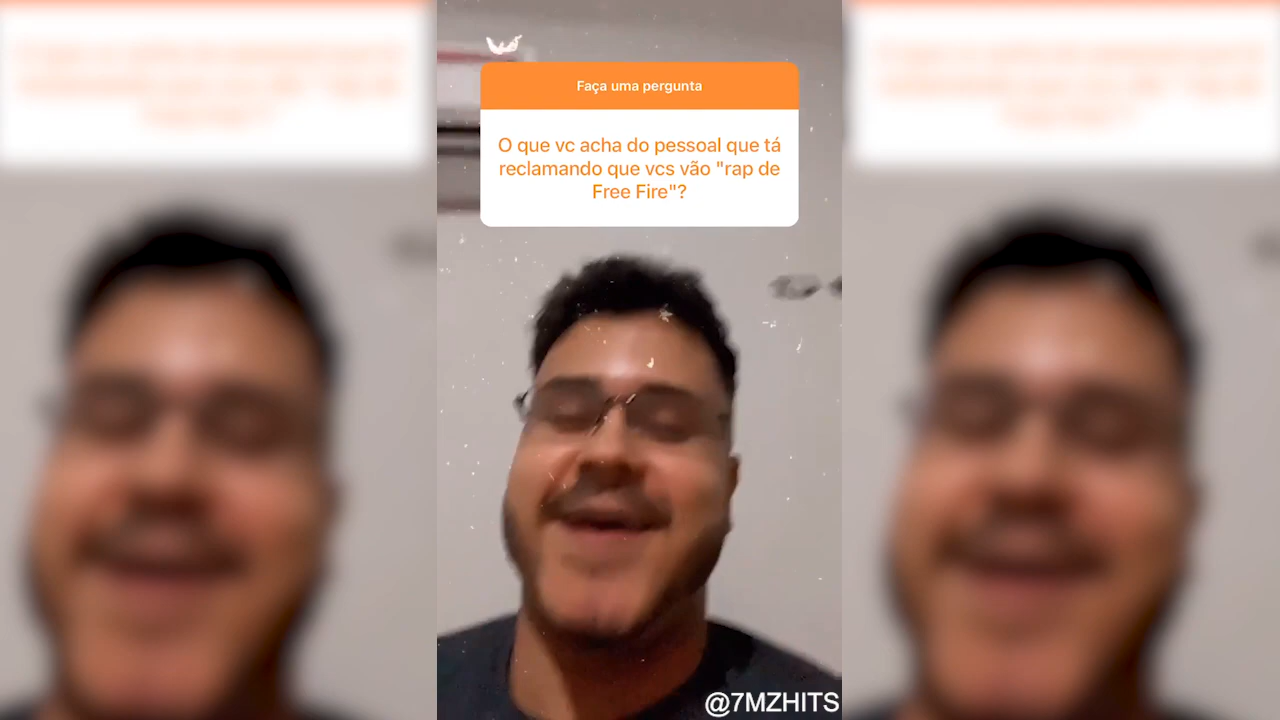 Faça uma pergunta
O que vc acha do pessoal que tá
reclamando que vcs vão "rap de
Free Fire"?
@7MZHITS